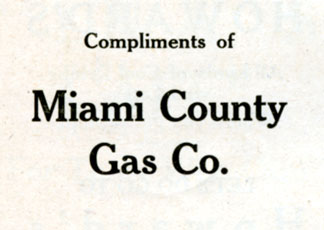 Compliments of
Miami County
Gas Co.